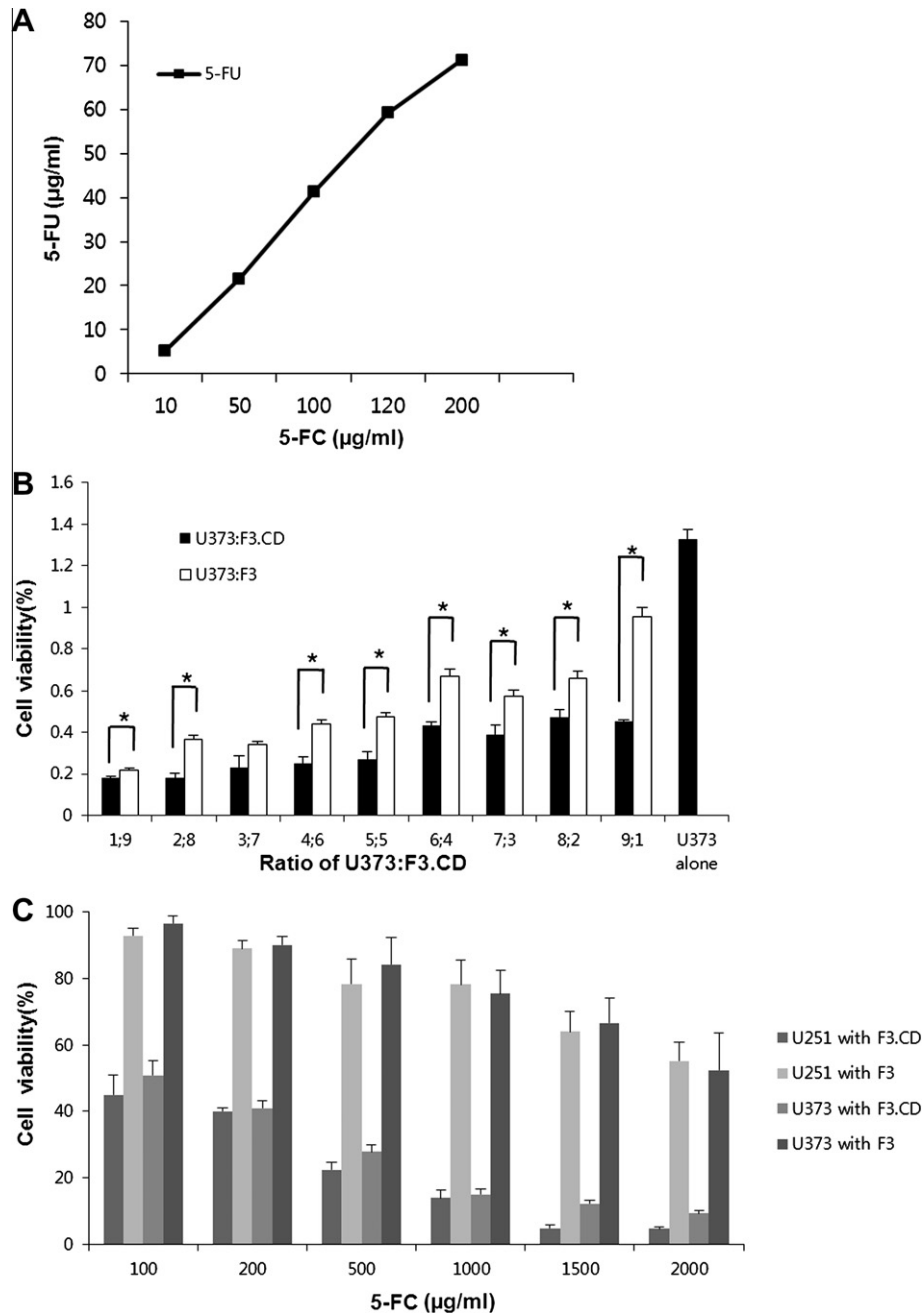 A
80
70
60
50
40
30
20
10
0
5-FU (µg/ml)
5-FU
10 50 100 120 200
5-FC (µg/ml)
B
1.6
1.4
1.2
1
0.8
0.6
0.4
0.2
0
Cell viability(%)
U373:F3.CD
U373:F3
* * * * * * * *
1;9 2;8 3;7 4;6 5;5 6;4 7;3 8;2 9;1 U373
alone
Ratio of U373:F3.CD
C
100
80
60
40
20
0
Cell viability(%)
U251 with F3.CD
U251 with F3
U373 with F3.CD
U373 with F3
100 200 500 1000 1500 2000
5-FC (µg/ml)